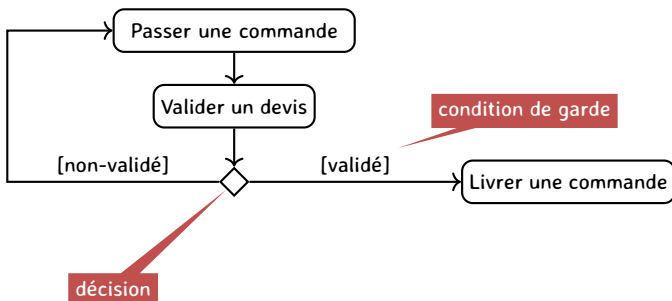 Passer une commande
Valider un devis
condition de garde
[non-validé]
[validé]
Livrer une commande
décision